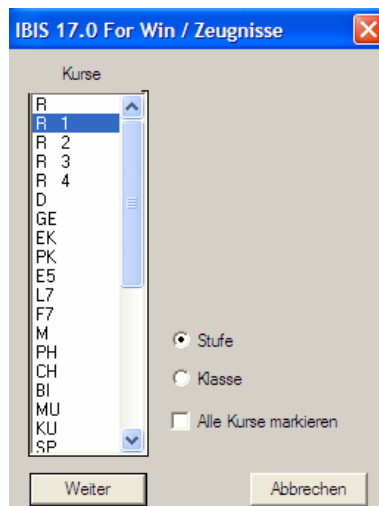 IBIS 17.0 For Win / Zeugnisse
Kurse
R
R 1
R 2
R 3
R 4
D
GE
EK
PK
E5
L7
F7
M
PH
CH
BI
MU
KU
SP
Stufe
Klasse
Alle Kurse markieren
Weiter
Abbrechen